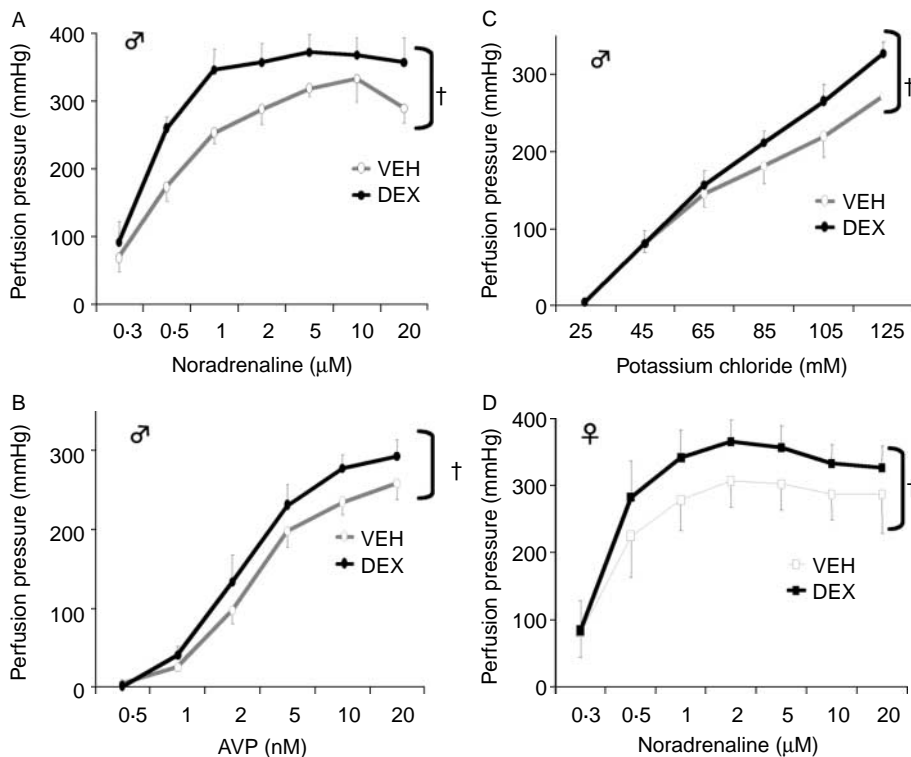 A
♂
Perfusion pressure (mmHg)
400
300
200
100
0
†
VEH
DEX
0·3 0·5 1 2 5 10 20
Noradrenaline (μM)
B
♂
Perfusion pressure (mmHg)
300
200
100
0
†
VEH
DEX
0·5 1 2 5 10 20
AVP (nM)
C
♂
Perfusion pressure (mmHg)
300
200
100
0
†
VEH
DEX
25 45 65 85 105 125
Potassium chloride (mM)
D
♀
Perfusion pressure (mmHg)
400
300
200
100
0
†
VEH
DEX
0·3 0·5 1 2 5 10 20
Noradrenaline (μM)